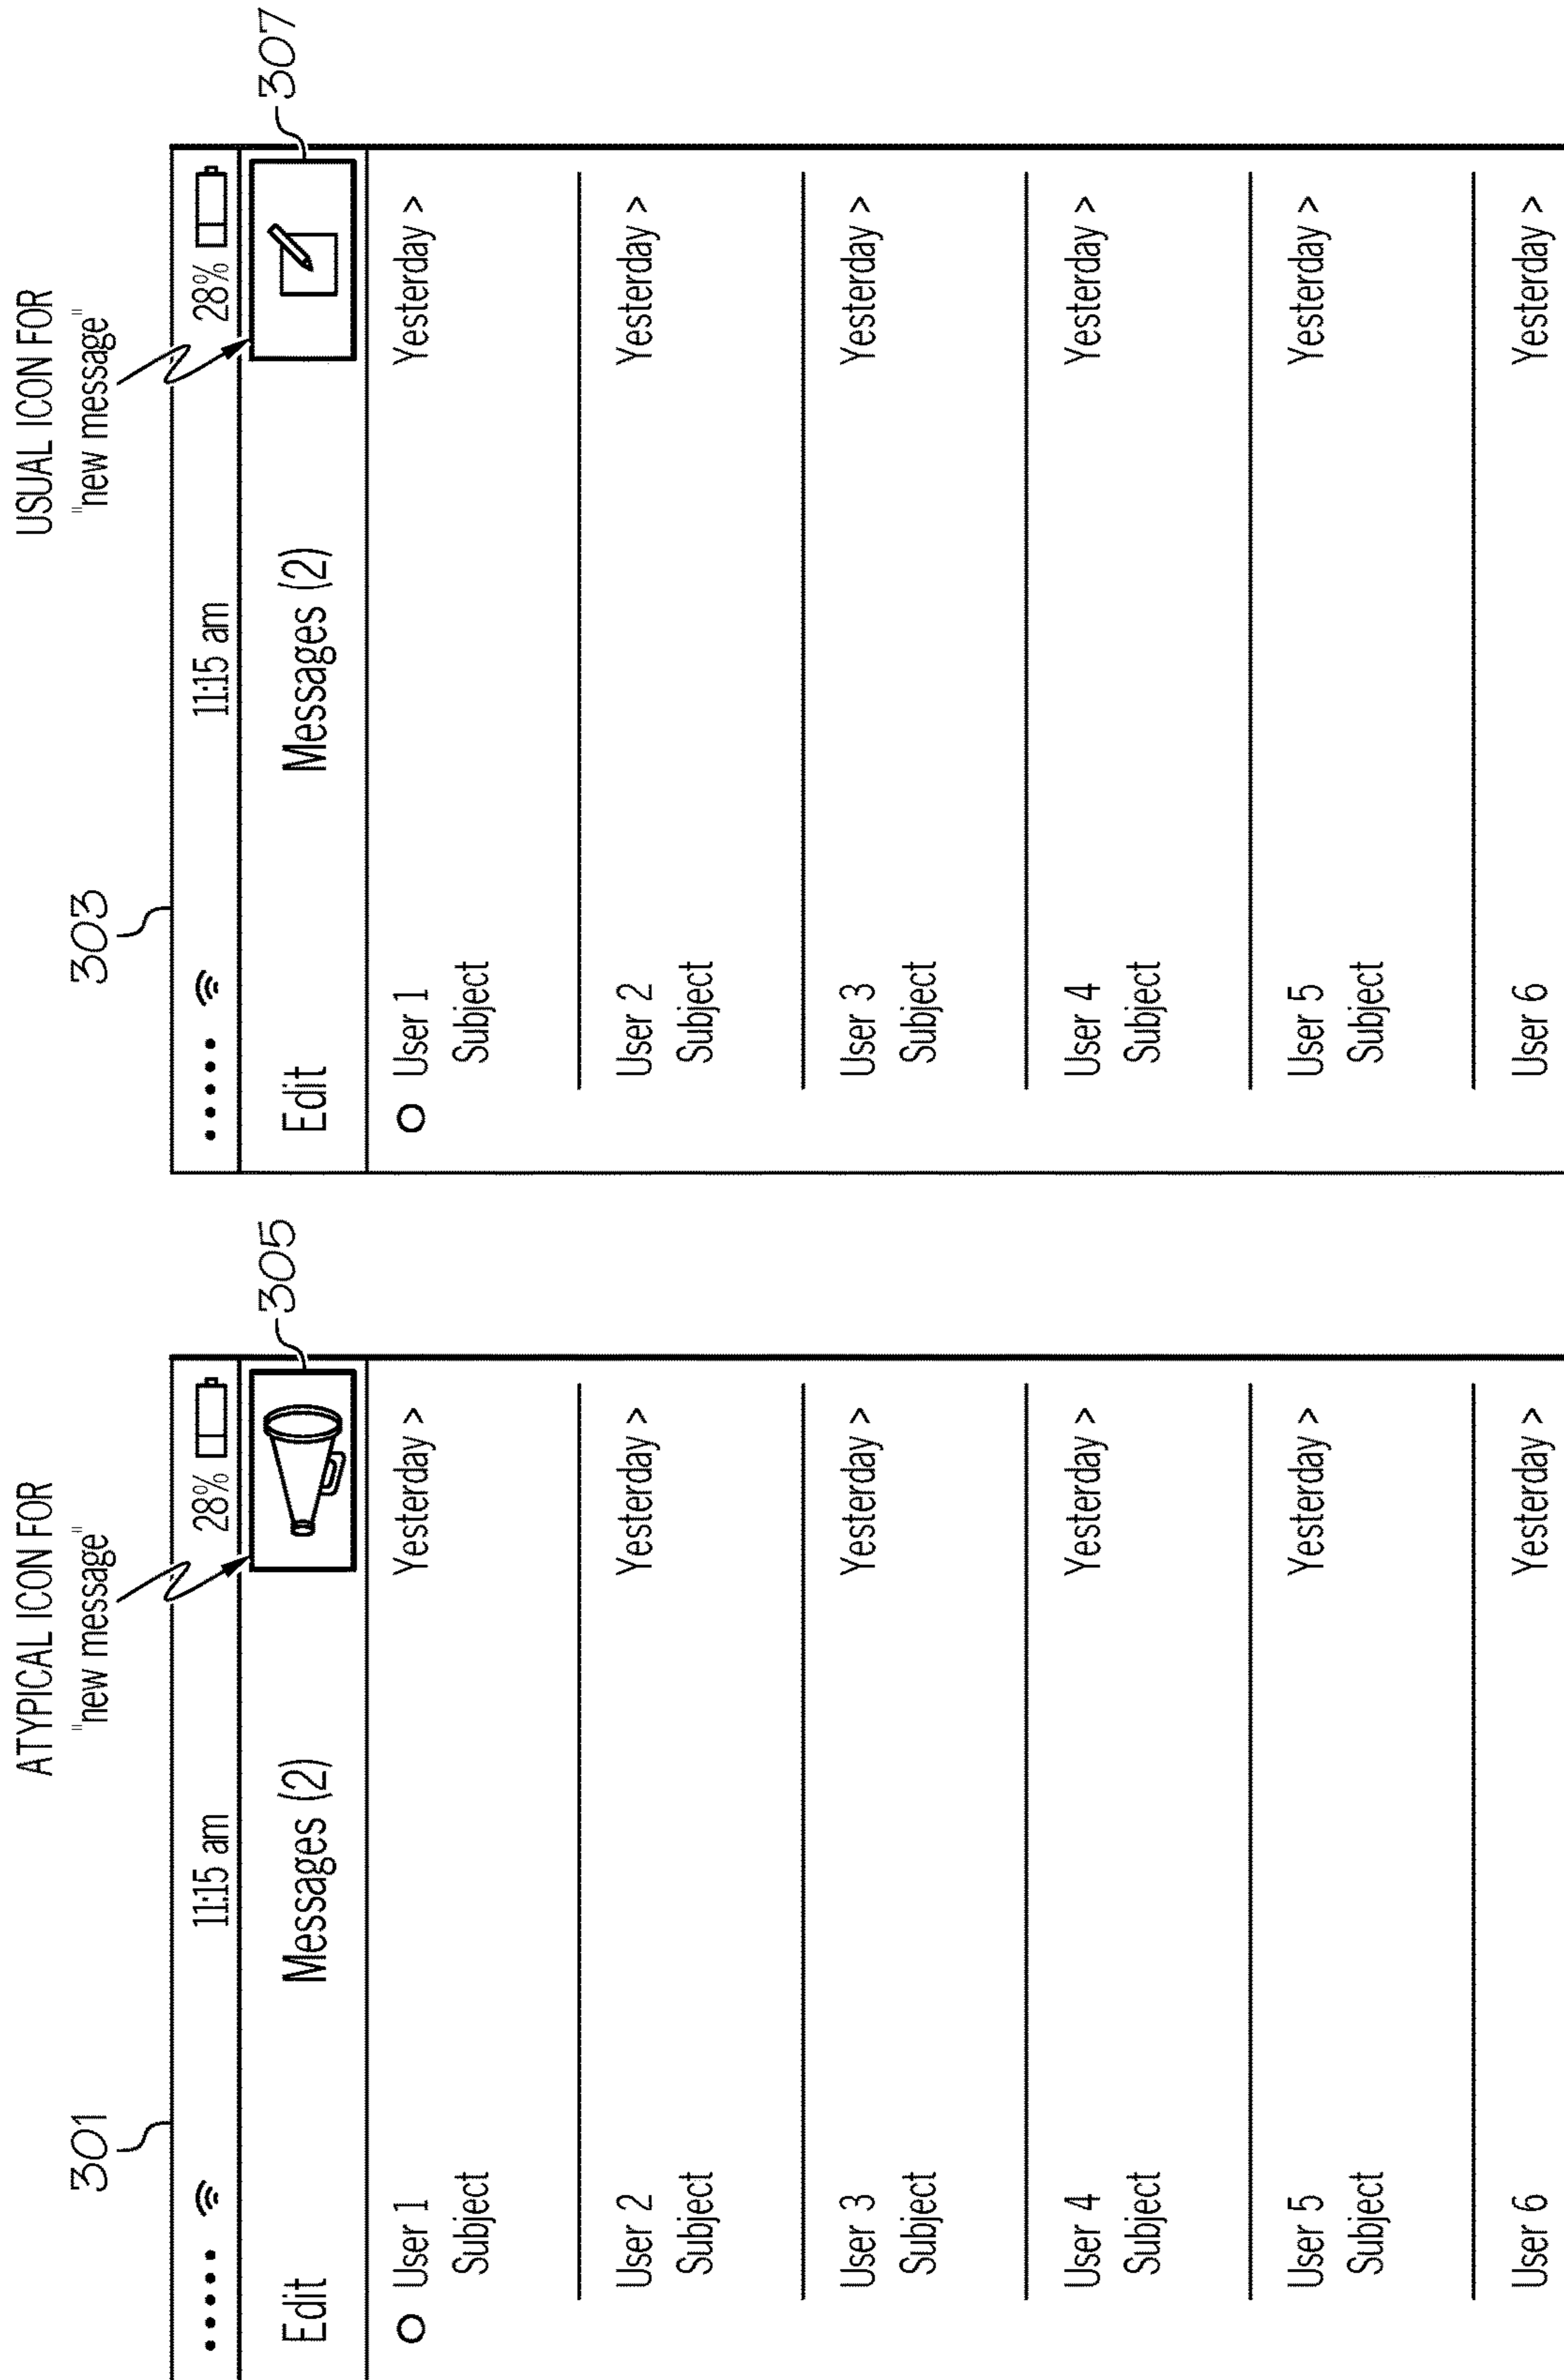 ATYPICAL ICON FOR
"new message"
301
11:15 am
28%
Edit
Messages (2)
305
User 1
Yesterday >
Subject
User 2
Yesterday >
Subject
User 3
Yesterday >
Subject
User 4
Yesterday >
Subject
User 5
Yesterday >
Subject
User 6
Yesterday >
USUAL ICON FOR
"new message"
303
11:15 am
28%
Edit
Messages (2)
307
User 1
Yesterday >
Subject
User 2
Yesterday >
Subject
User 3
Yesterday >
Subject
User 4
Yesterday >
Subject
User 5
Yesterday >
Subject
User 6
Yesterday >